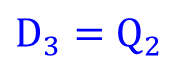 D₃ = Q₂